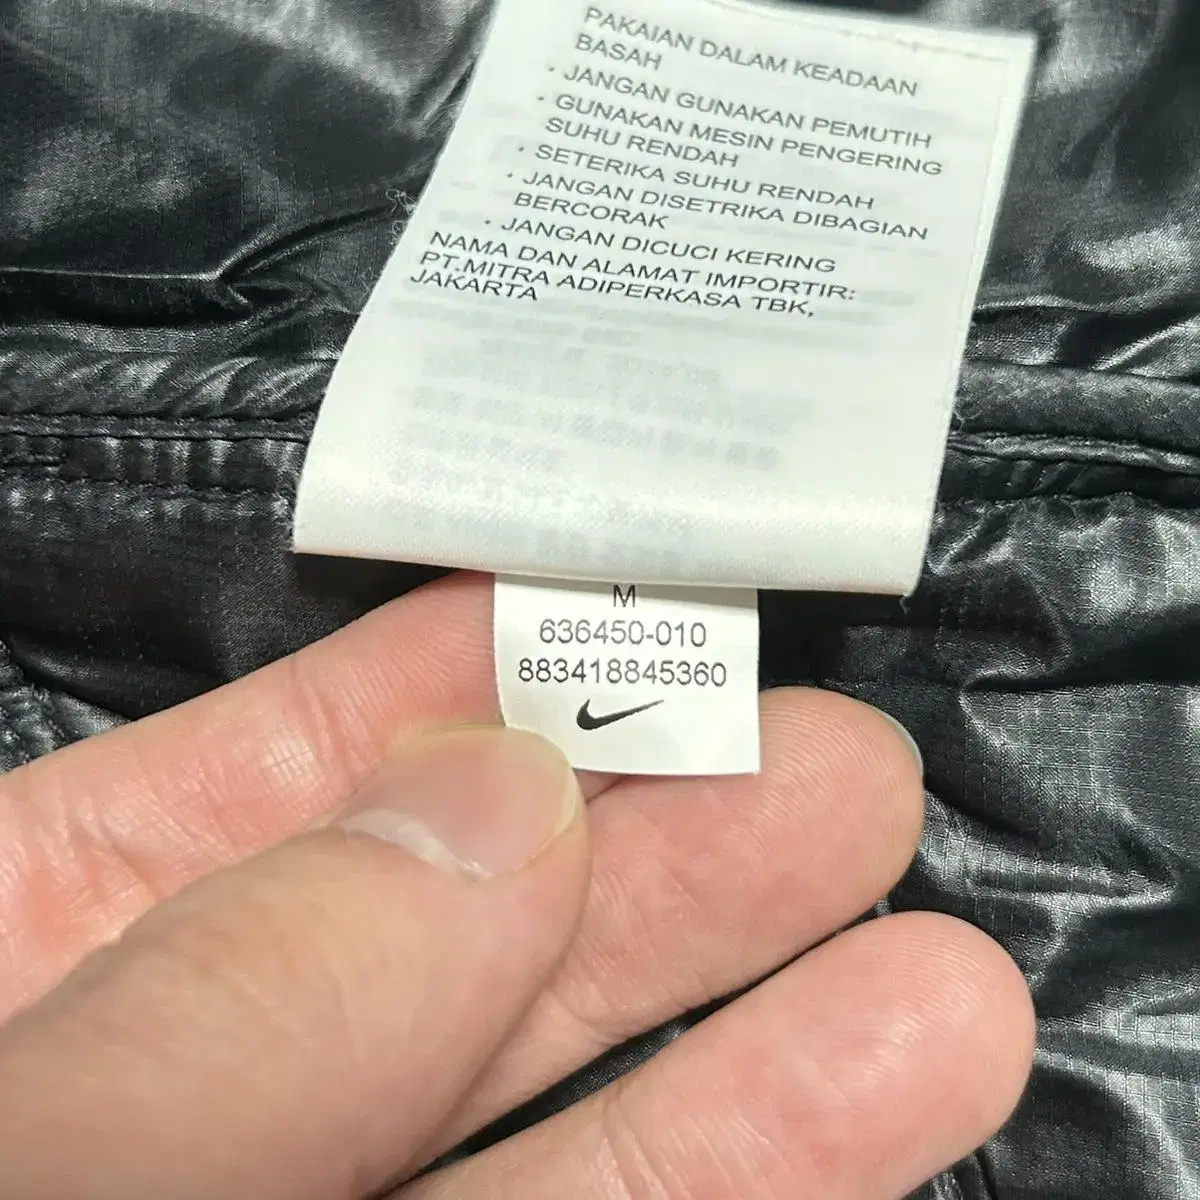 PAKAIAN DALAM KEADAAN
BASAH
· JANGAN GUNAKAN PEMUTIH
· GUNAKAN MESIN PENGERING
SUHU RENDAH
· SETERIKA SUHU RENDAH
· JANGAN DISETRIKA DIBAGIAN
BERCORAK
· JANGAN DICUCI KERING
NAMA DAN ALAMAT IMPORTIR:
PT.MITRA ADIPERKASA TBK,
JAKARTA
M
636450-010
883418845360